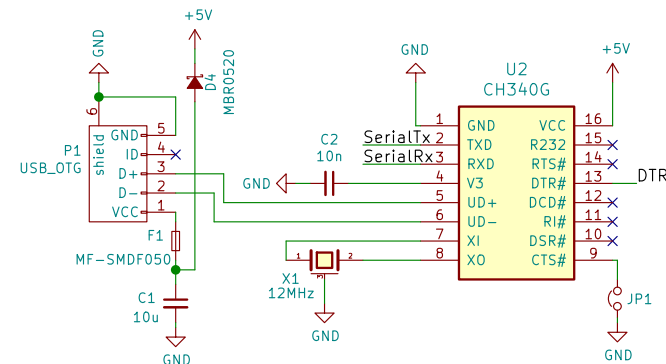 +5V
GND
D4
MBR0520
6
P1
USB_OTG
shield
GND 5
ID 4
D+ 3
D- 2
VCC 1
F1
MF-SMDF050
C1
10u
GND
GND
U2
CH340G
+5V
1 GND VCC 16
SerialTx 2 TXD R232 15
SerialRx 3 RXD RTS# 14
C2
10n
GND
4 V3 DTR# 13 DTR
5 UD+ DCD# 12
6 UD- RI# 11
7 XI DSR# 10
8 XO CTS# 9
1 2
3
X1
12MHz
GND
JP1
GND